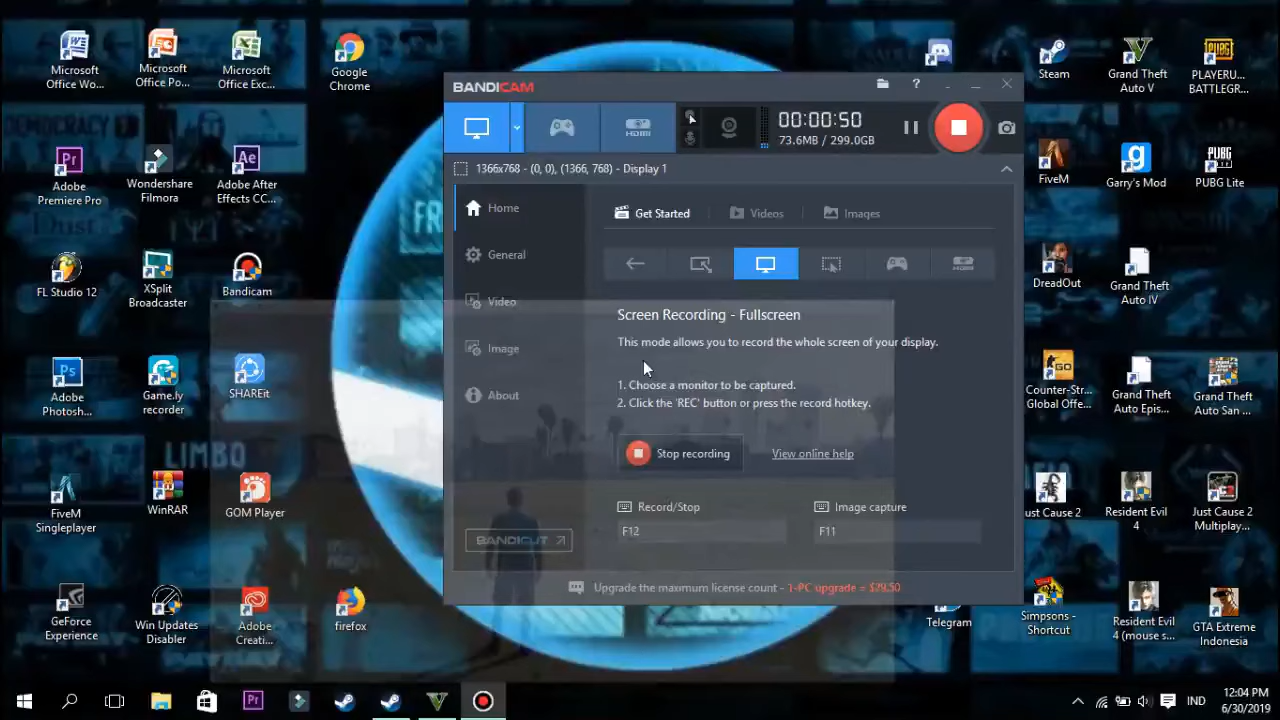 Microsoft
Office Wo...
Microsoft
Office Po...
Microsoft
Office Exc...
Google
Chrome
Steam
Grand Theft
Auto V
PLAYERU...
BATTLEGR...
BANDICAM
?
HDMI
00:00:50
73.6MB / 299.0GB
1366x768 - (0, 0), (1366, 768) - Display 1
Home
General
Video
Image
About
Get Started
Videos
Images
Screen Recording - Fullscreen
This mode allows you to record the whole screen of your display.
1. Choose a monitor to be captured.
2. Click the 'REC' button or press the record hotkey.
Stop recording
View online help
Record/Stop
Image capture
F12
F11
BANDICUT
Upgrade the maximum license count - 1-PC upgrade = $29.50
Adobe
Premiere Pro
Wondershare
Filmora
Adobe After
Effects CC...
FiveM
Garry's Mod
PUBG Lite
FL Studio 12
XSplit
Broadcaster
Bandicam
DreadOut
Grand Theft
Auto IV
Adobe
Photosh...
Game.ly
recorder
SHAREit
Counter-Str...
Global Offe...
Grand Theft
Auto Epis...
Grand Theft
Auto San ...
LIMBO
FiveM
Singleplayer
WinRAR
GOM Player
Just Cause 2
Resident Evil
4
Just Cause 2
Multiplay...
GeForce
Experience
Win Updates
Disabler
Adobe
Creati...
firefox
Telegram
Simpsons -
Shortcut
Resident Evil
4 (mouse s...
GTA Extreme
Indonesia
IND
12:04 PM
6/30/2019